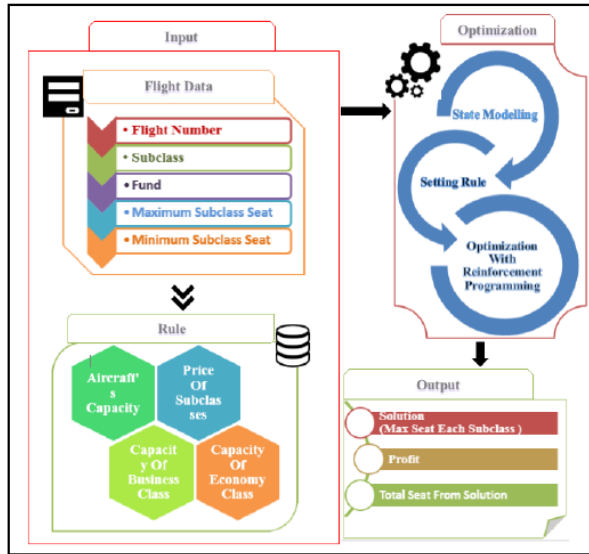 Input
Flight Data
• Flight Number
• Subclass
• Fund
• Maximum Subclass Seat
• Minimum Subclass Seat
Rule
Aircraft'
s
Capacity
Price
Of
Subcla
sses
Capacit
y Of
Business
Class
Capacity
Of
Economy
Class
Optimization
State Modelling
Setting Rule
Optimization
With
Reinforcement
Programming
Output
Solution
(Max Seat Each Subclass )
Profit
Total Seat From Solution